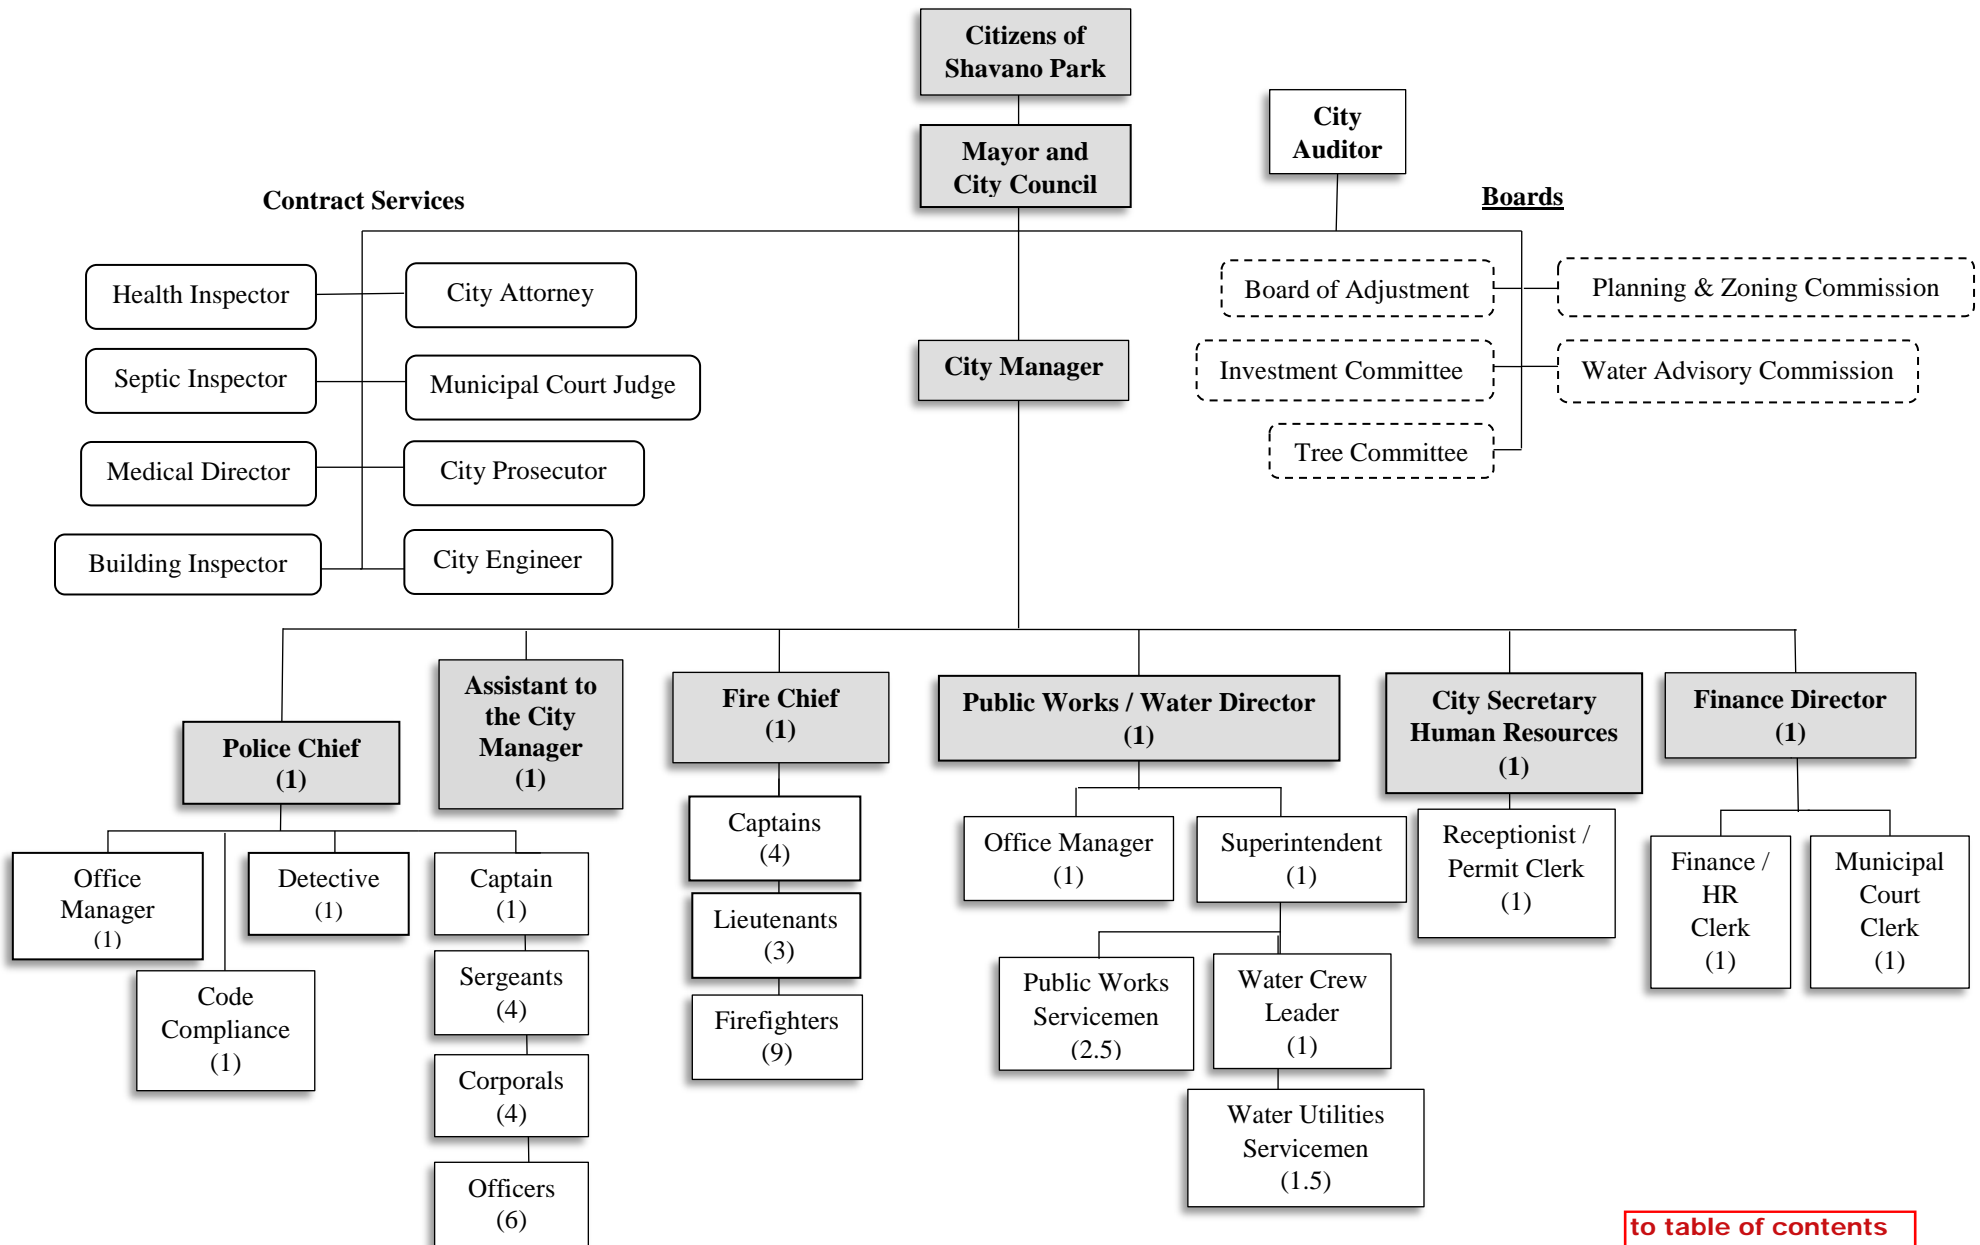 Citizens of
Shavano Park
Mayor and
City Council
City
Auditor
Contract Services
Boards
Health Inspector
City Attorney
Septic Inspector
Municipal Court Judge
Medical Director
City Prosecutor
Building Inspector
City Engineer
Board of Adjustment
Planning & Zoning Commission
Investment Committee
Water Advisory Commission
Tree Committee
City Manager
Police Chief
(1)
Office
Manager
(1)
Code
Compliance
(1)
Detective
(1)
Captain
(1)
Sergeants
(4)
Corporals
(4)
Officers
(6)
Assistant to
the City
Manager
(1)
Fire Chief
(1)
Captains
(4)
Lieutenants
(3)
Firefighters
(9)
Public Works / Water Director
(1)
Office Manager
(1)
Superintendent
(1)
Public Works
Servicemen
(2.5)
Water Crew
Leader
(1)
Water Utilities
Servicemen
(1.5)
City Secretary
Human Resources
(1)
Receptionist /
Permit Clerk
(1)
Finance Director
(1)
Finance /
HR
Clerk
(1)
Municipal
Court
Clerk
(1)
to table of contents